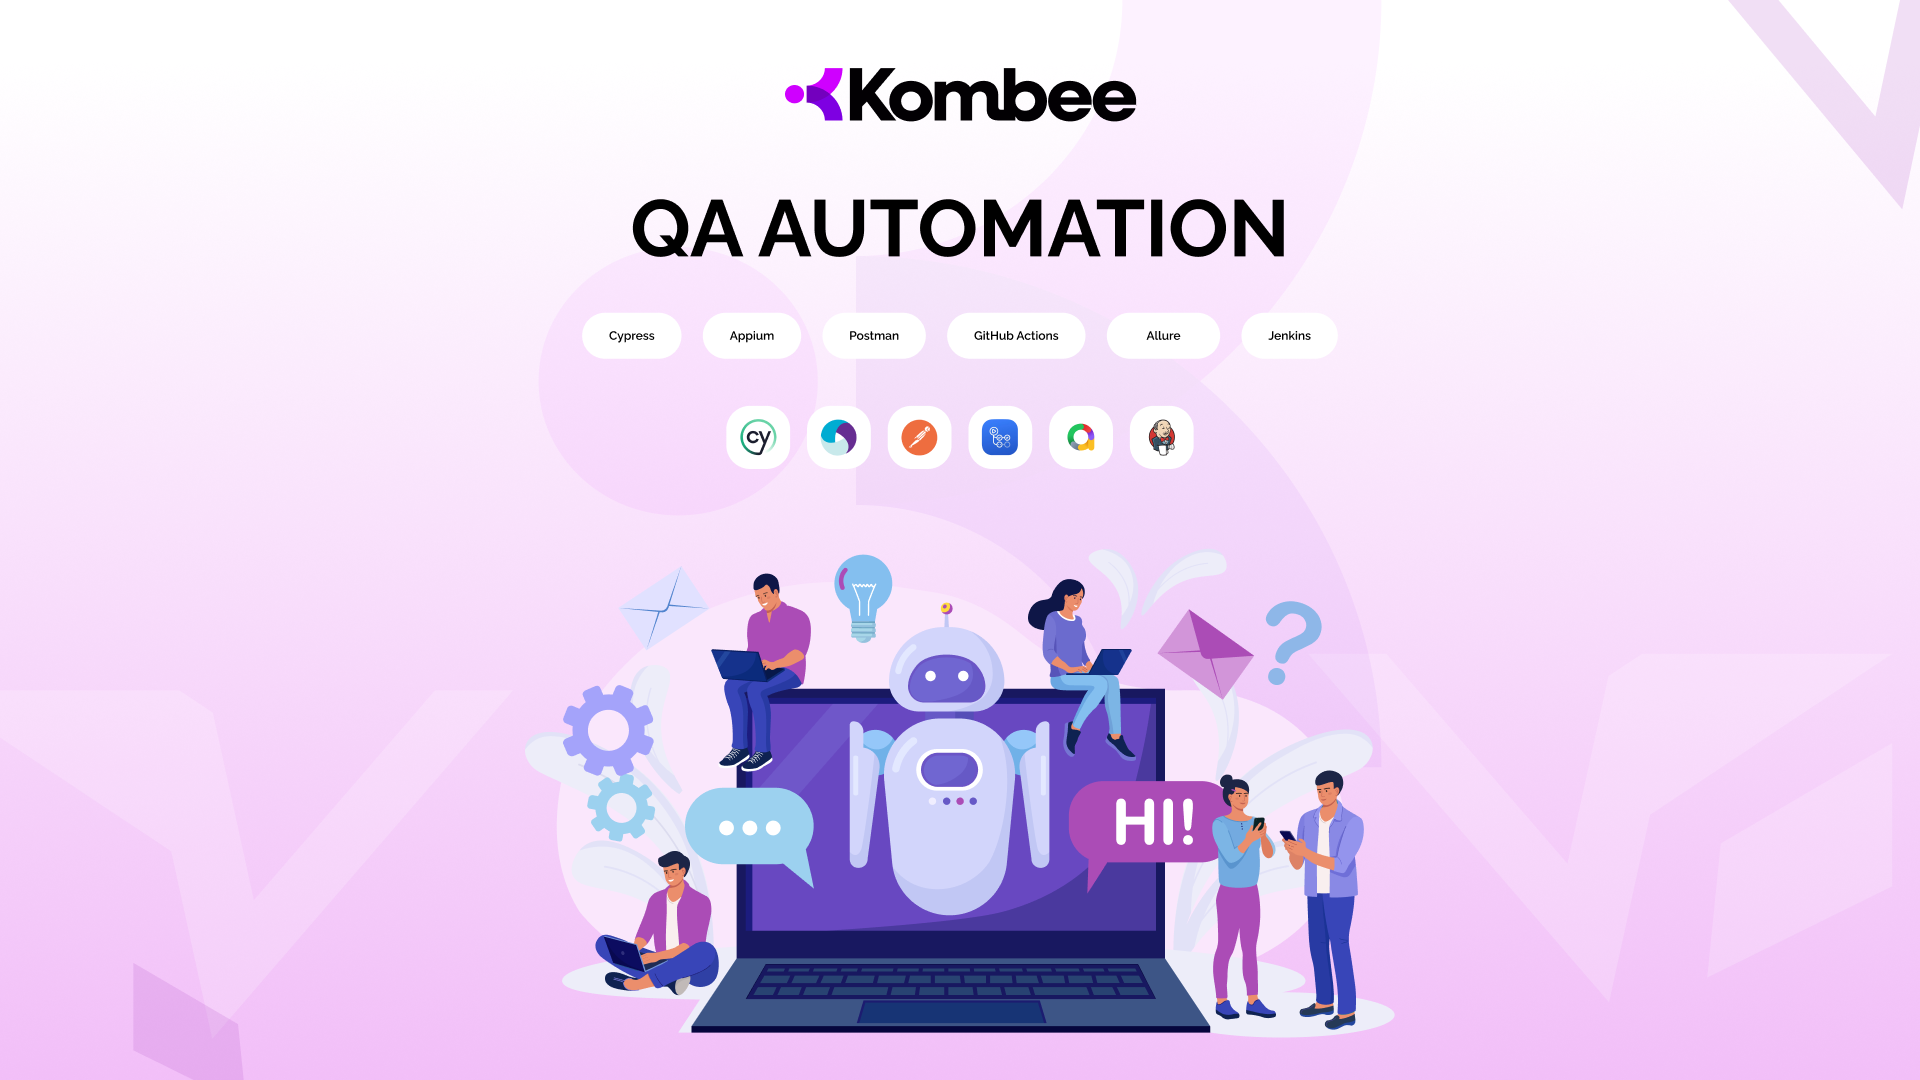 Kombee
QA AUTOMATION
Cypress Appium Postman GitHub Actions Allure Jenkins
cy
HI!